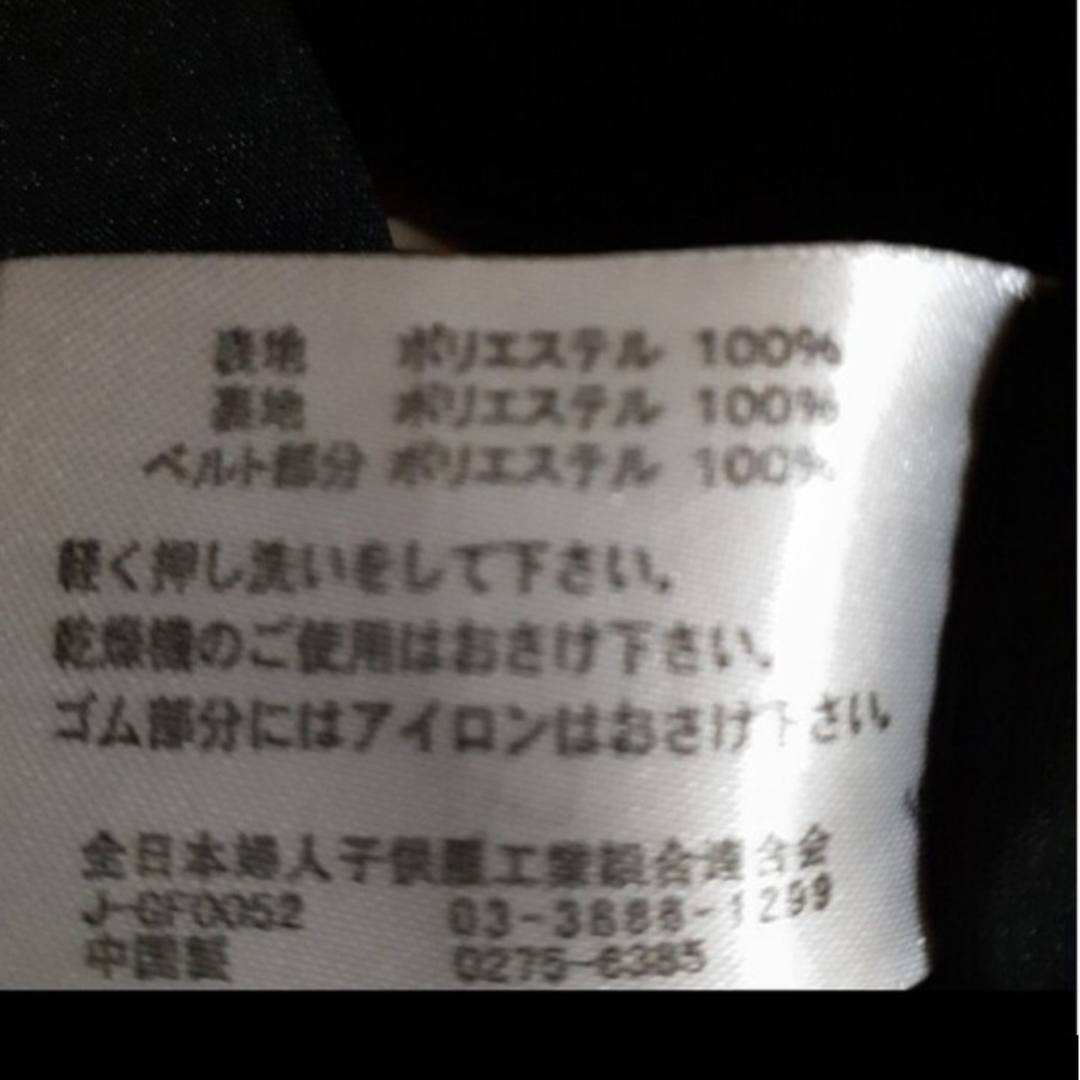 表地 ポリエステル 100%
裏地 ポリエステル 100%
ベルト部分 ポリエステル 100%
軽く押し洗いをして下さい。
乾燥機のご使用はおさけ下さい。
ゴム部分にはアイロンはおさけ下さい。
全日本婦人子供服工業組合連合会
J-GF0052 03-3888-1299
中国製 0275-6385